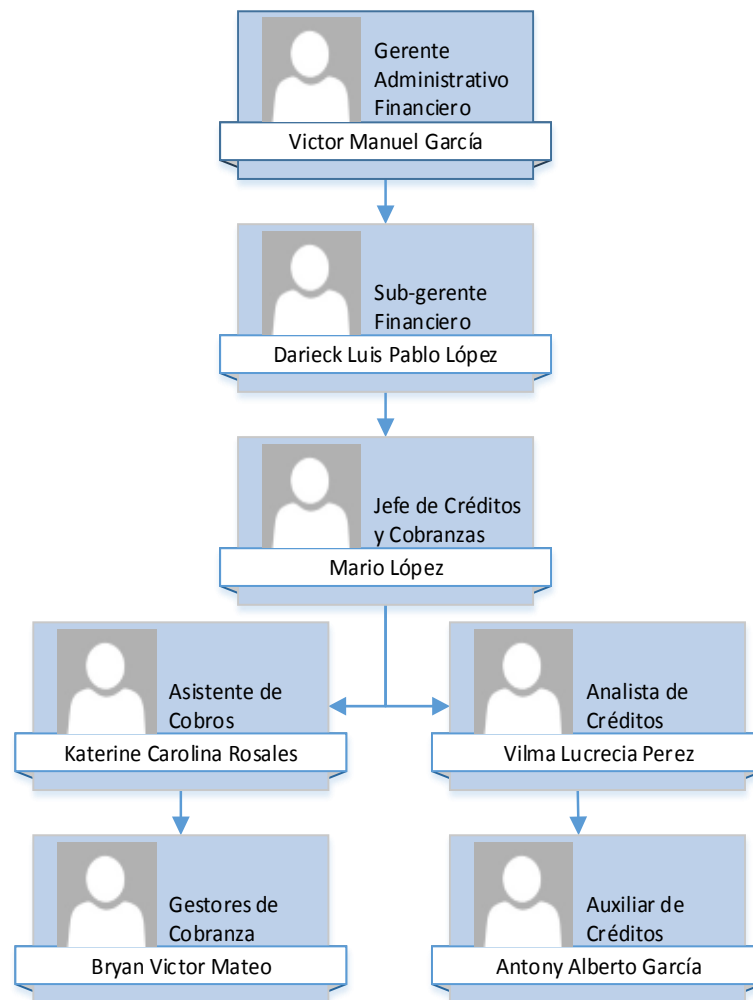 Gerente
Administrativo
Financiero
Victor Manuel García
Sub-gerente
Financiero
Darieck Luis Pablo López
Jefe de Créditos
y Cobranzas
Mario López
Asistente de
Cobros
Katerine Carolina Rosales
Analista de
Créditos
Vilma Lucrecia Perez
Gestores de
Cobranza
Bryan Victor Mateo
Auxiliar de
Créditos
Antony Alberto García